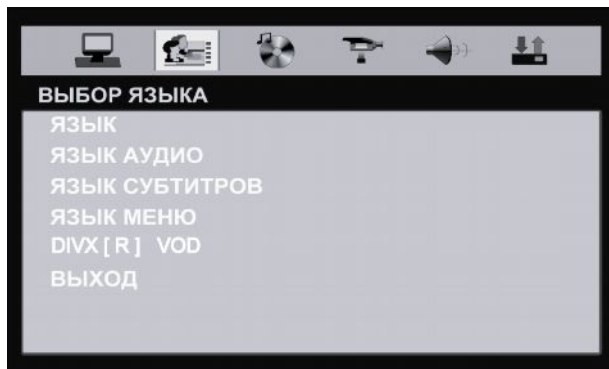 ВЫБОР ЯЗЫКА
ЯЗЫК
ЯЗЫК АУДИО
ЯЗЫК СУБТИТРОВ
ЯЗЫК МЕНЮ
DIVX [ R ] VOD
ВЫХОД